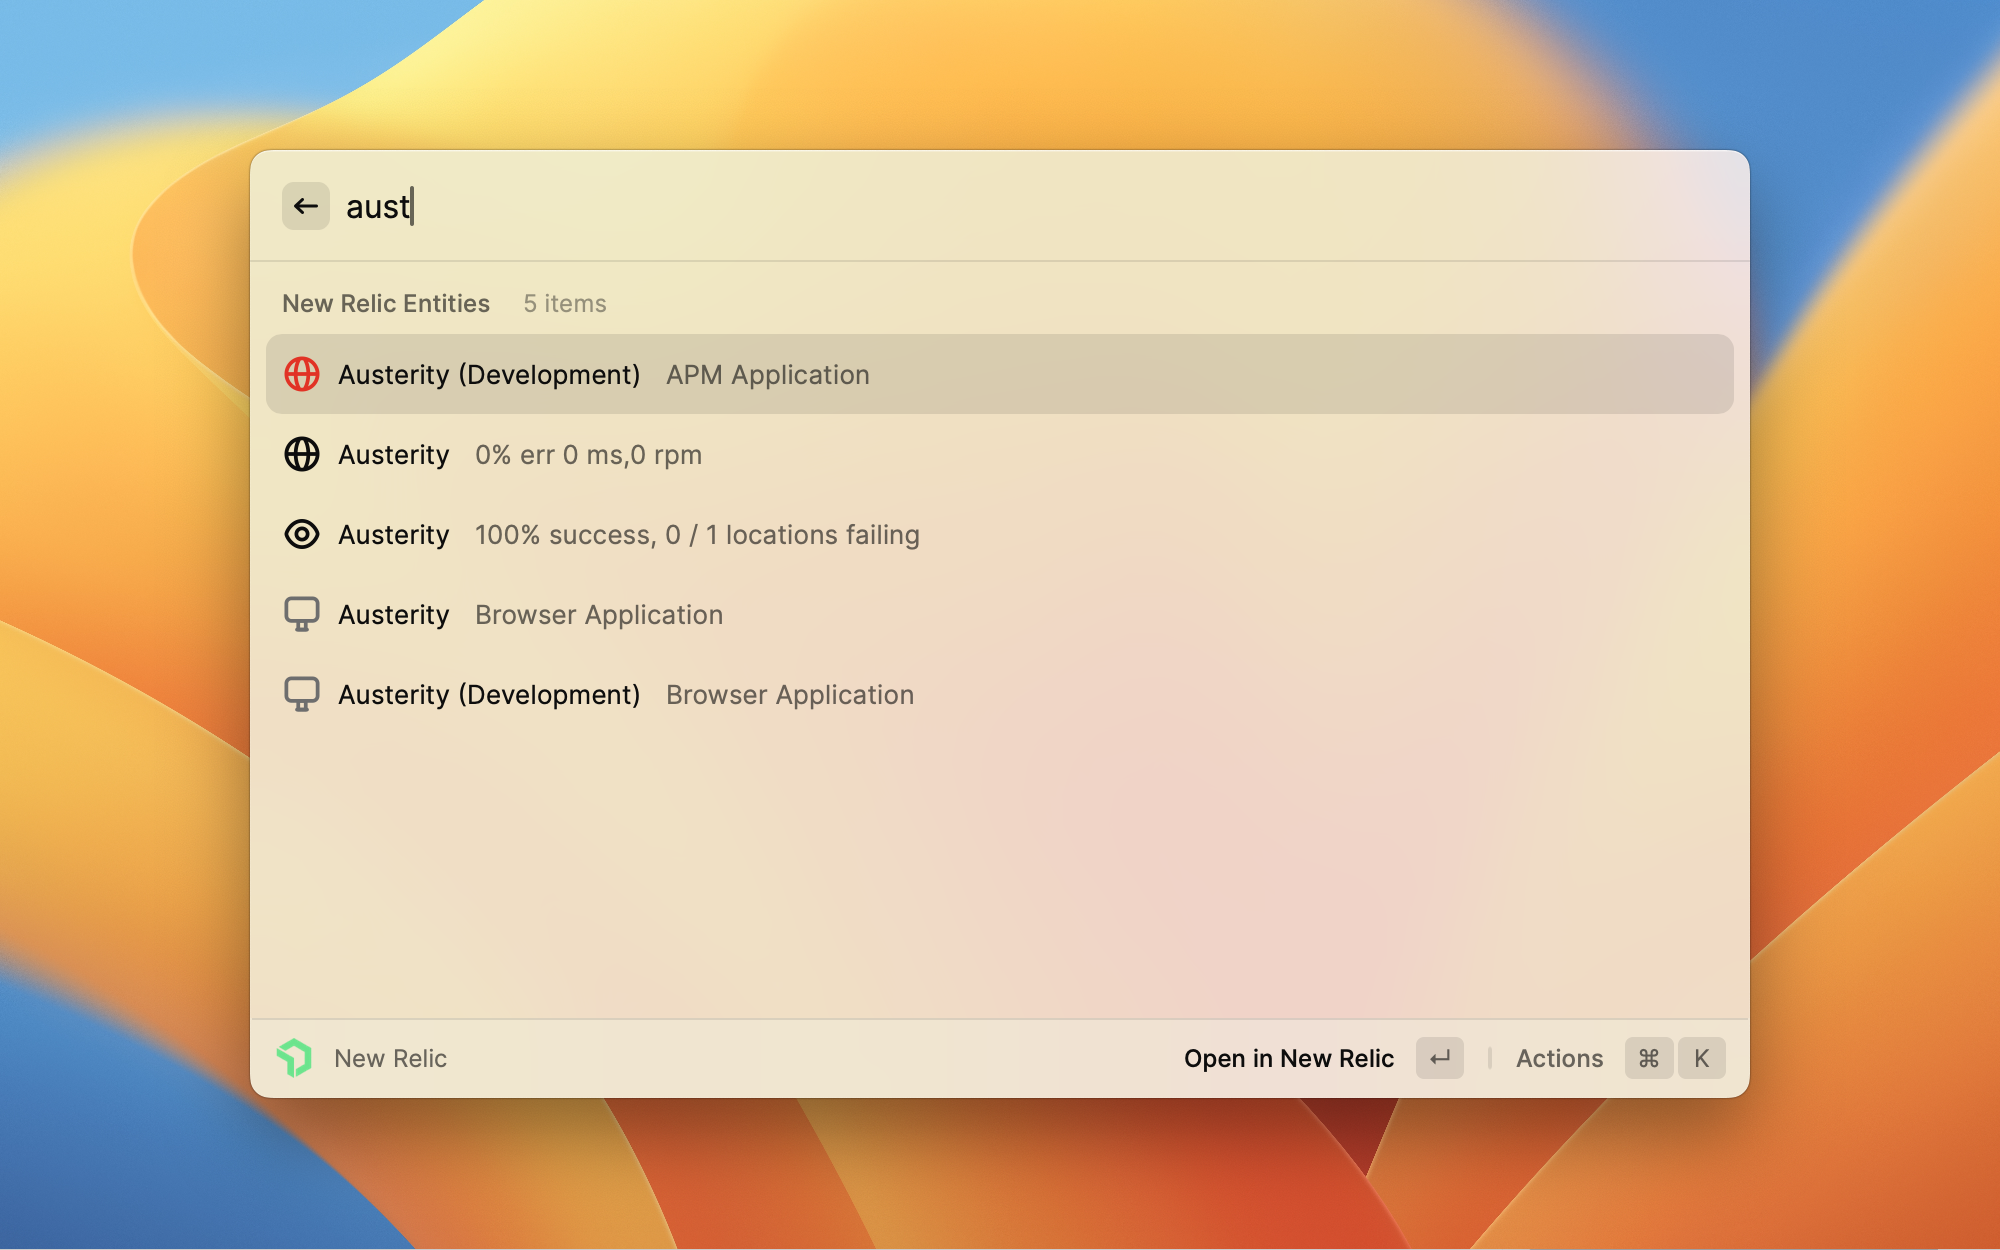 aust
New Relic Entities 5 items
Austerity (Development) APM Application
Austerity 0% err 0 ms,0 rpm
Austerity 100% success, 0 / 1 locations failing
Austerity Browser Application
Austerity (Development) Browser Application
New Relic Open in New Relic ↵ Actions ⌘ K